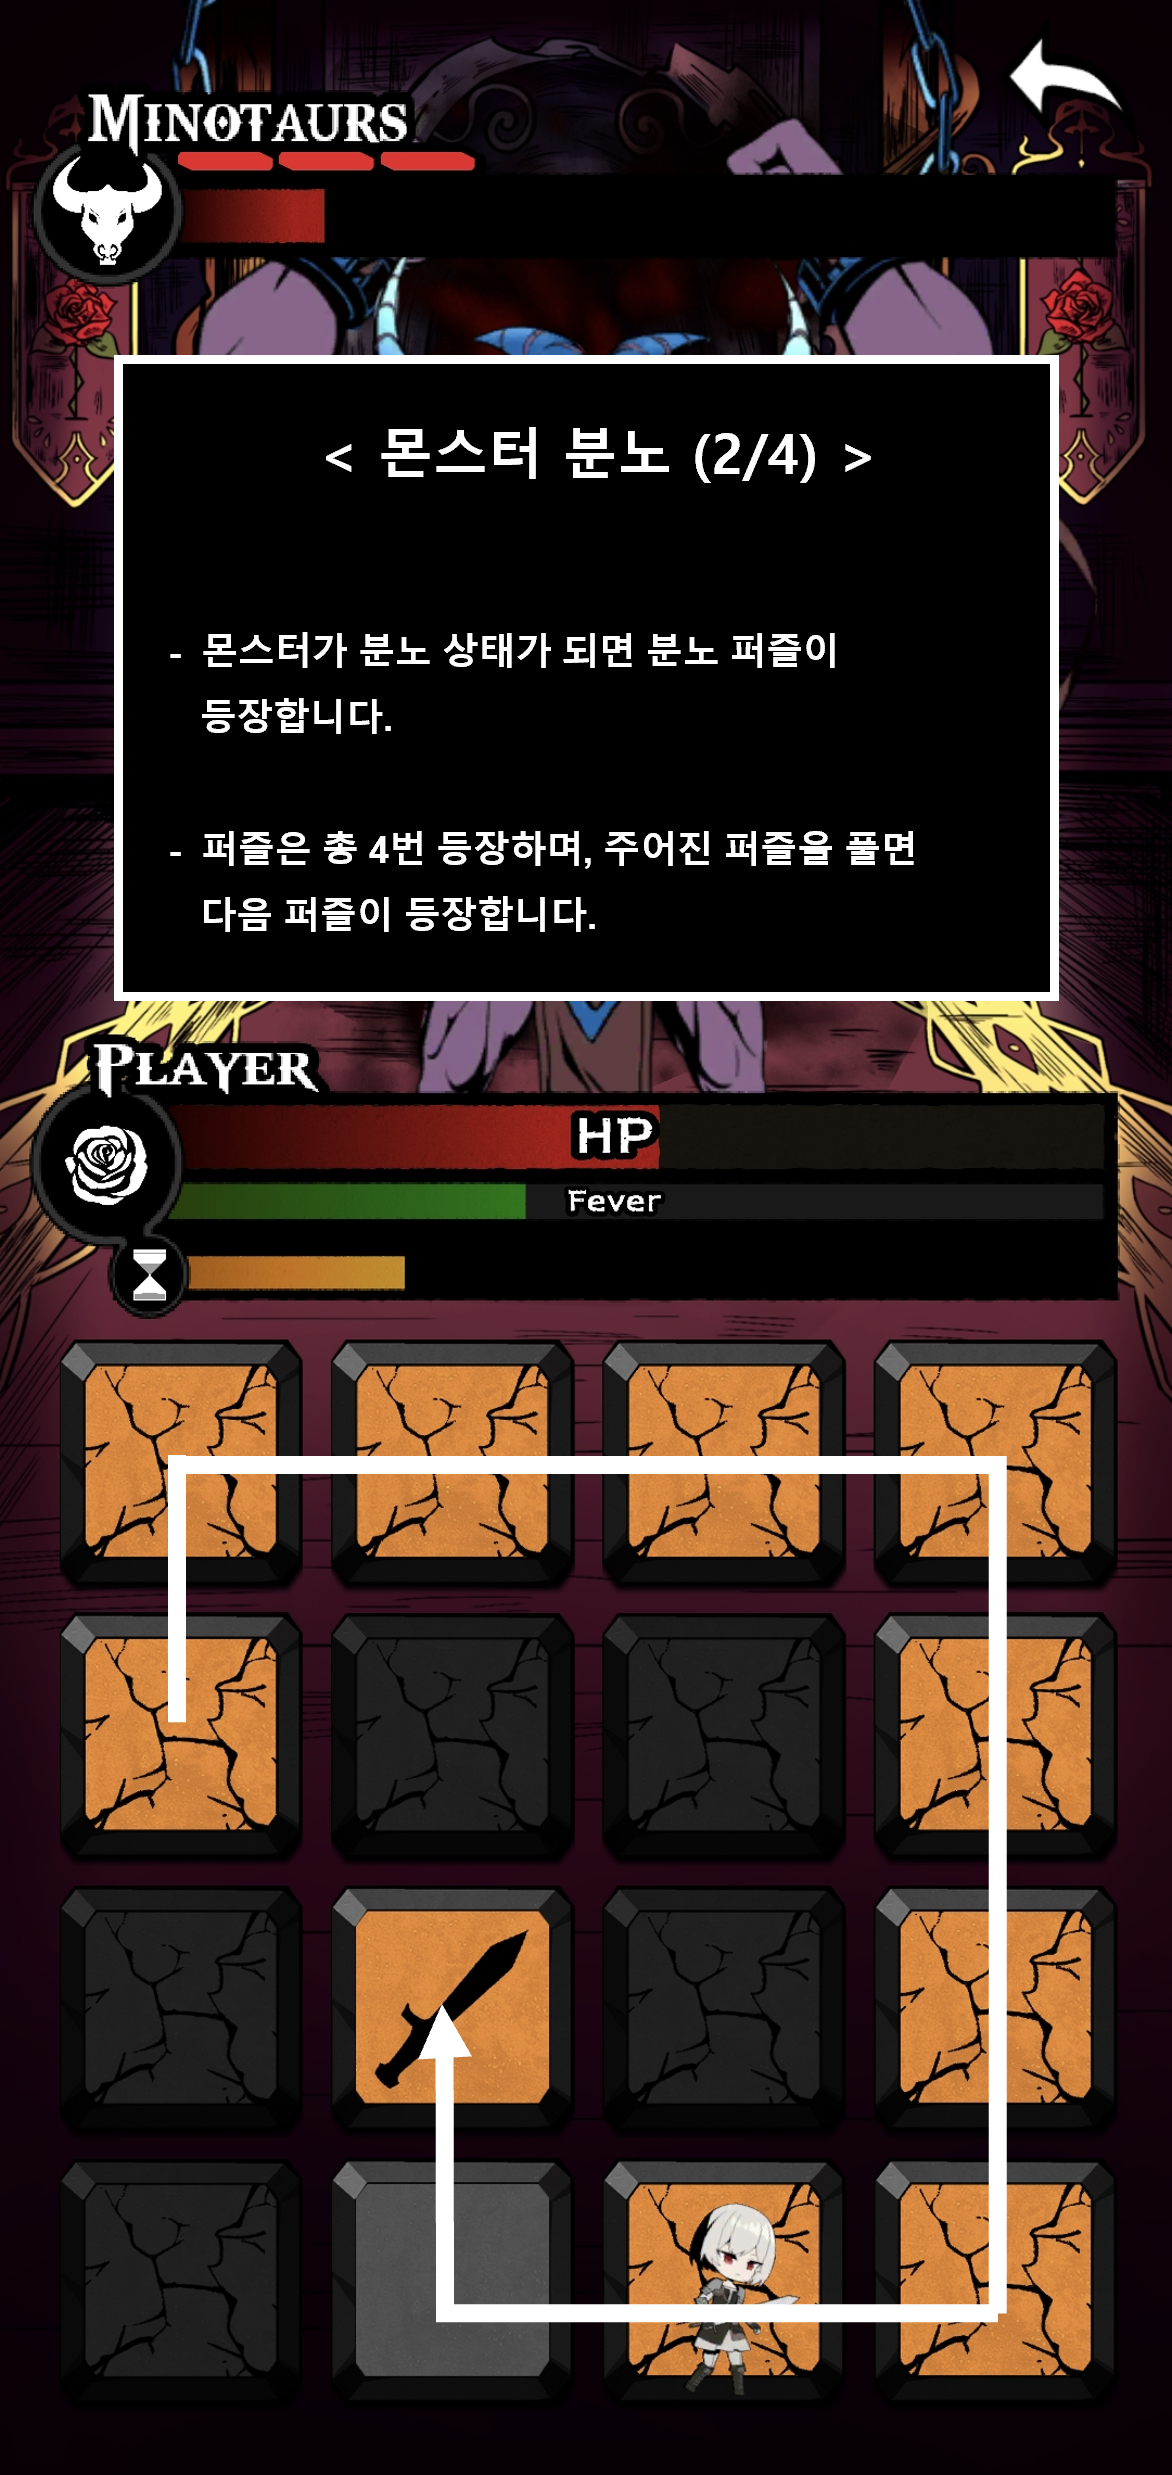 MINOTAURS
< 몬스터 분노 (2/4) >
- 몬스터가 분노 상태가 되면 분노 퍼즐이
등장합니다.
- 퍼즐은 총 4번 등장하며, 주어진 퍼즐을 풀면
다음 퍼즐이 등장합니다.
PLAYER
HP
Fever